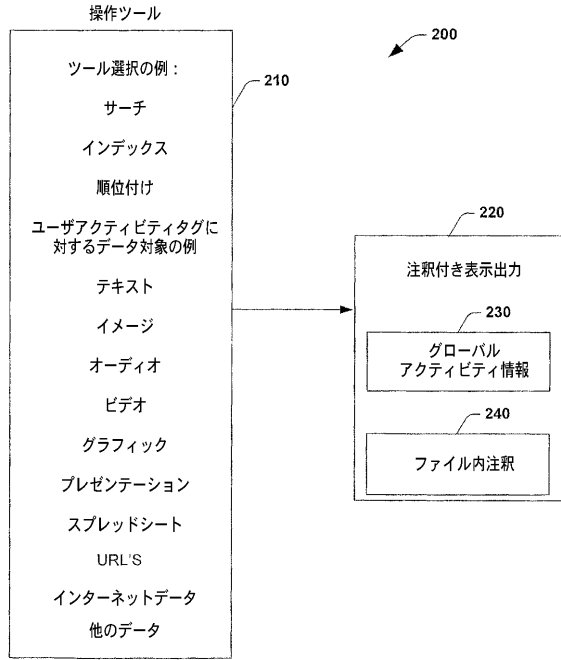 操作ツール
200
210
ツール選択の例：
サーチ
インデックス
順位付け
ユーザアクティビティタグに
対するデータ対象の例
テキスト
イメージ
オーディオ
ビデオ
グラフィック
プレゼンテーション
スプレッドシート
URL'S
インターネットデータ
他のデータ
220
注釈付き表示出力
230
グローバル
アクティビティ情報
240
ファイル内注釈